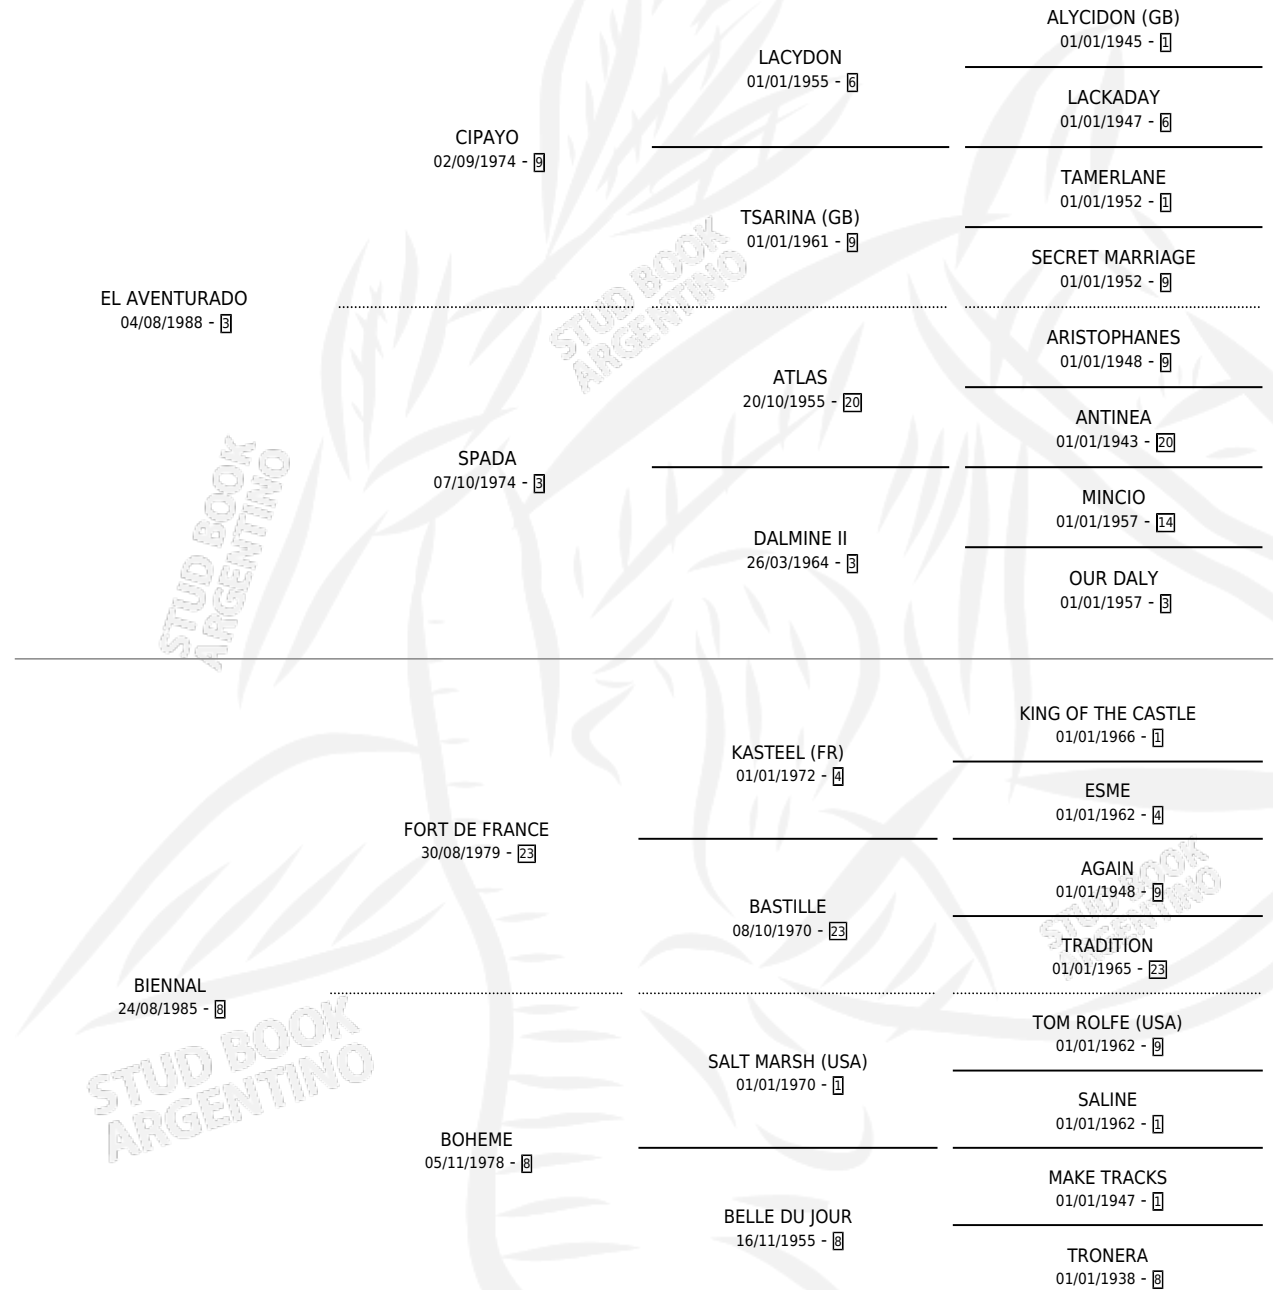 ALYCIDON (GB)
01/01/1945 - 1
LACYDON
01/01/1955 - 6
LACKADAY
01/01/1947 - 6
CIPAYO
02/09/1974 - 9
TAMERLANE
01/01/1952 - 1
TSARINA (GB)
01/01/1961 - 9
SECRET MARRIAGE
01/01/1952 - 9
EL AVENTURADO
04/08/1988 - 3
STUD BOOK
ARGENTINO
ARISTOPHANES
01/01/1948 - 9
ATLAS
20/10/1955 - 20
ANTINEA
01/01/1943 - 20
SPADA
07/10/1974 - 3
MINCIO
01/01/1957 - 14
DALMINE II
26/03/1964 - 3
OUR DALY
01/01/1957 - 3
STUD BOOK
ARGENTINO
KING OF THE CASTLE
01/01/1966 - 1
KASTEEL (FR)
01/01/1972 - 4
ESME
01/01/1962 - 4
FORT DE FRANCE
30/08/1979 - 23
AGAIN
01/01/1948 - 9
BASTILLE
08/10/1970 - 23
TRADITION
01/01/1965 - 23
STUD BOOK
ARGENTINO
BIENNAL
24/08/1985 - 8
TOM ROLFE (USA)
01/01/1962 - 9
SALT MARSH (USA)
01/01/1970 - 1
SALINE
01/01/1962 - 1
STUD BOOK
ARGENTINO
BOHEME
05/11/1978 - 8
MAKE TRACKS
01/01/1947 - 1
BELLE DU JOUR
16/11/1955 - 8
TRONERA
01/01/1938 - 8